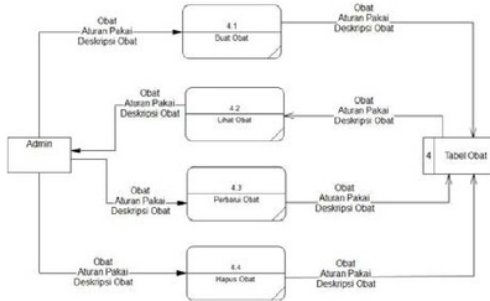 Obat
Aturan Pakai
Deskripsi Obat
4.1
Buat Obat
Obat
Aturan Pakai
Deskripsi Obat
Obat
Aturan Pakai
Deskripsi Obat
4.2
Lihat Obat
Obat
Aturan Pakai
Deskripsi Obat
Admin
4
Tabel Obat
Obat
Aturan Pakai
Deskripsi Obat
4.3
Perbarui Obat
Obat
Aturan Pakai
Deskripsi Obat
Obat
Aturan Pakai
Deskripsi Obat
4.4
Hapus Obat
Obat
Aturan Pakai
Deskripsi Obat